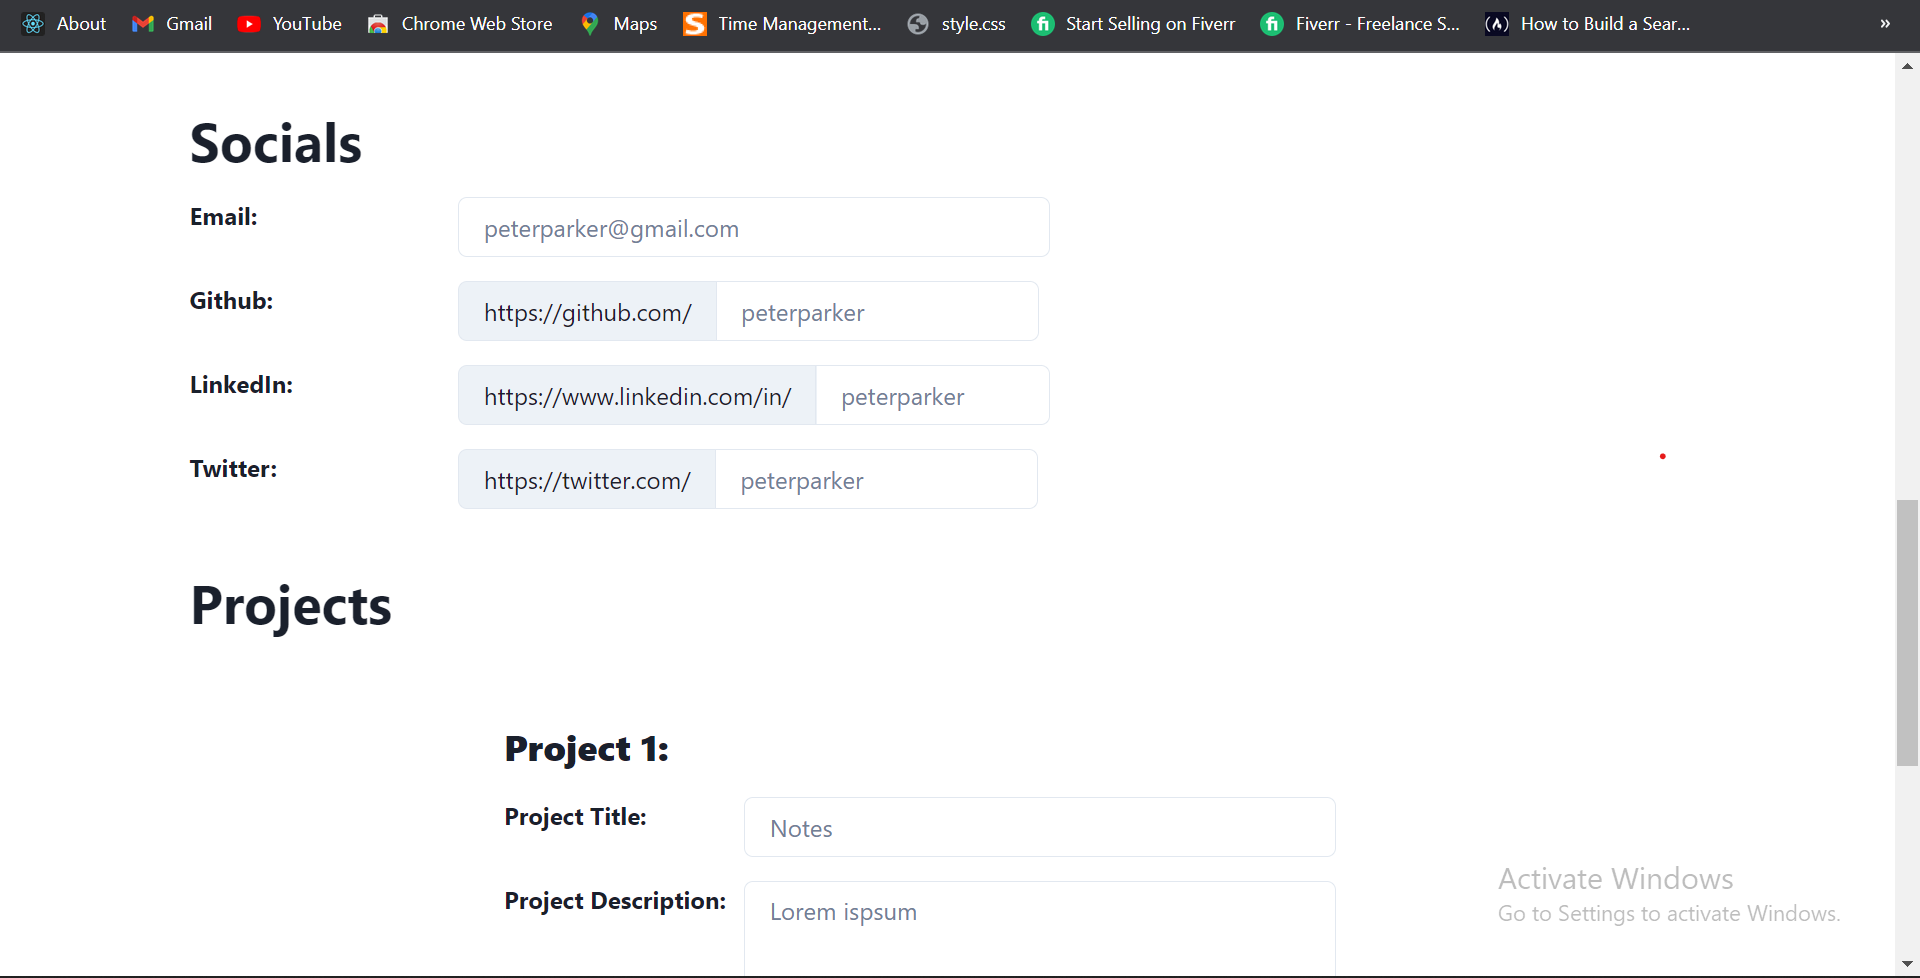 About Gmail YouTube Chrome Web Store Maps Time Management... style.css Start Selling on Fiverr Fiverr - Freelance S... How to Build a Sear... »
Socials
Email: peterparker@gmail.com
Github: https://github.com/ peterparker
LinkedIn: https://www.linkedin.com/in/ peterparker
Twitter: https://twitter.com/ peterparker
Projects
Project 1:
Project Title: Notes
Project Description: Lorem ispsum
Activate Windows
Go to Settings to activate Windows.